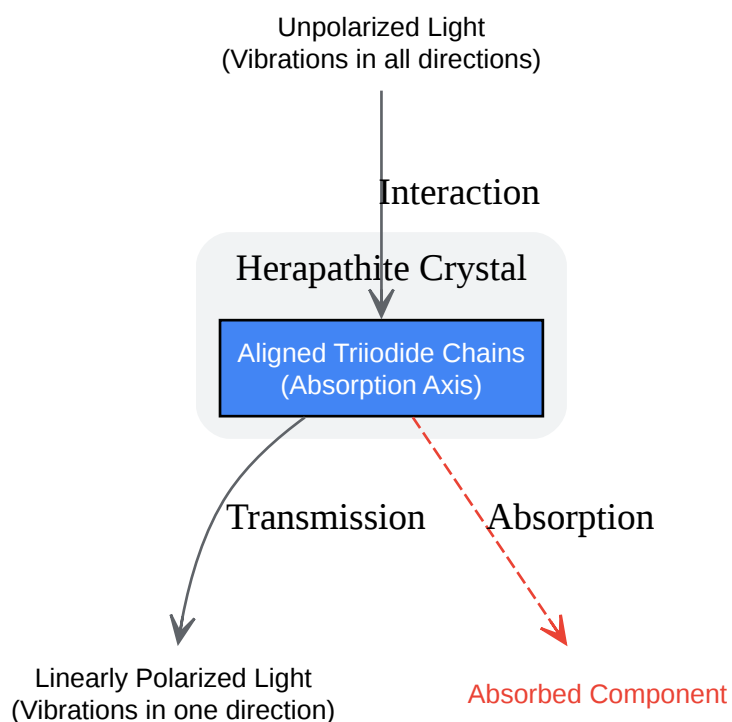 Unpolarized Light
(Vibrations in all directions)
Interaction
Herapathite Crystal
Aligned Triiodide Chains
(Absorption Axis)
Transmission
Absorption
Linearly Polarized Light
(Vibrations in one direction)
Absorbed Component